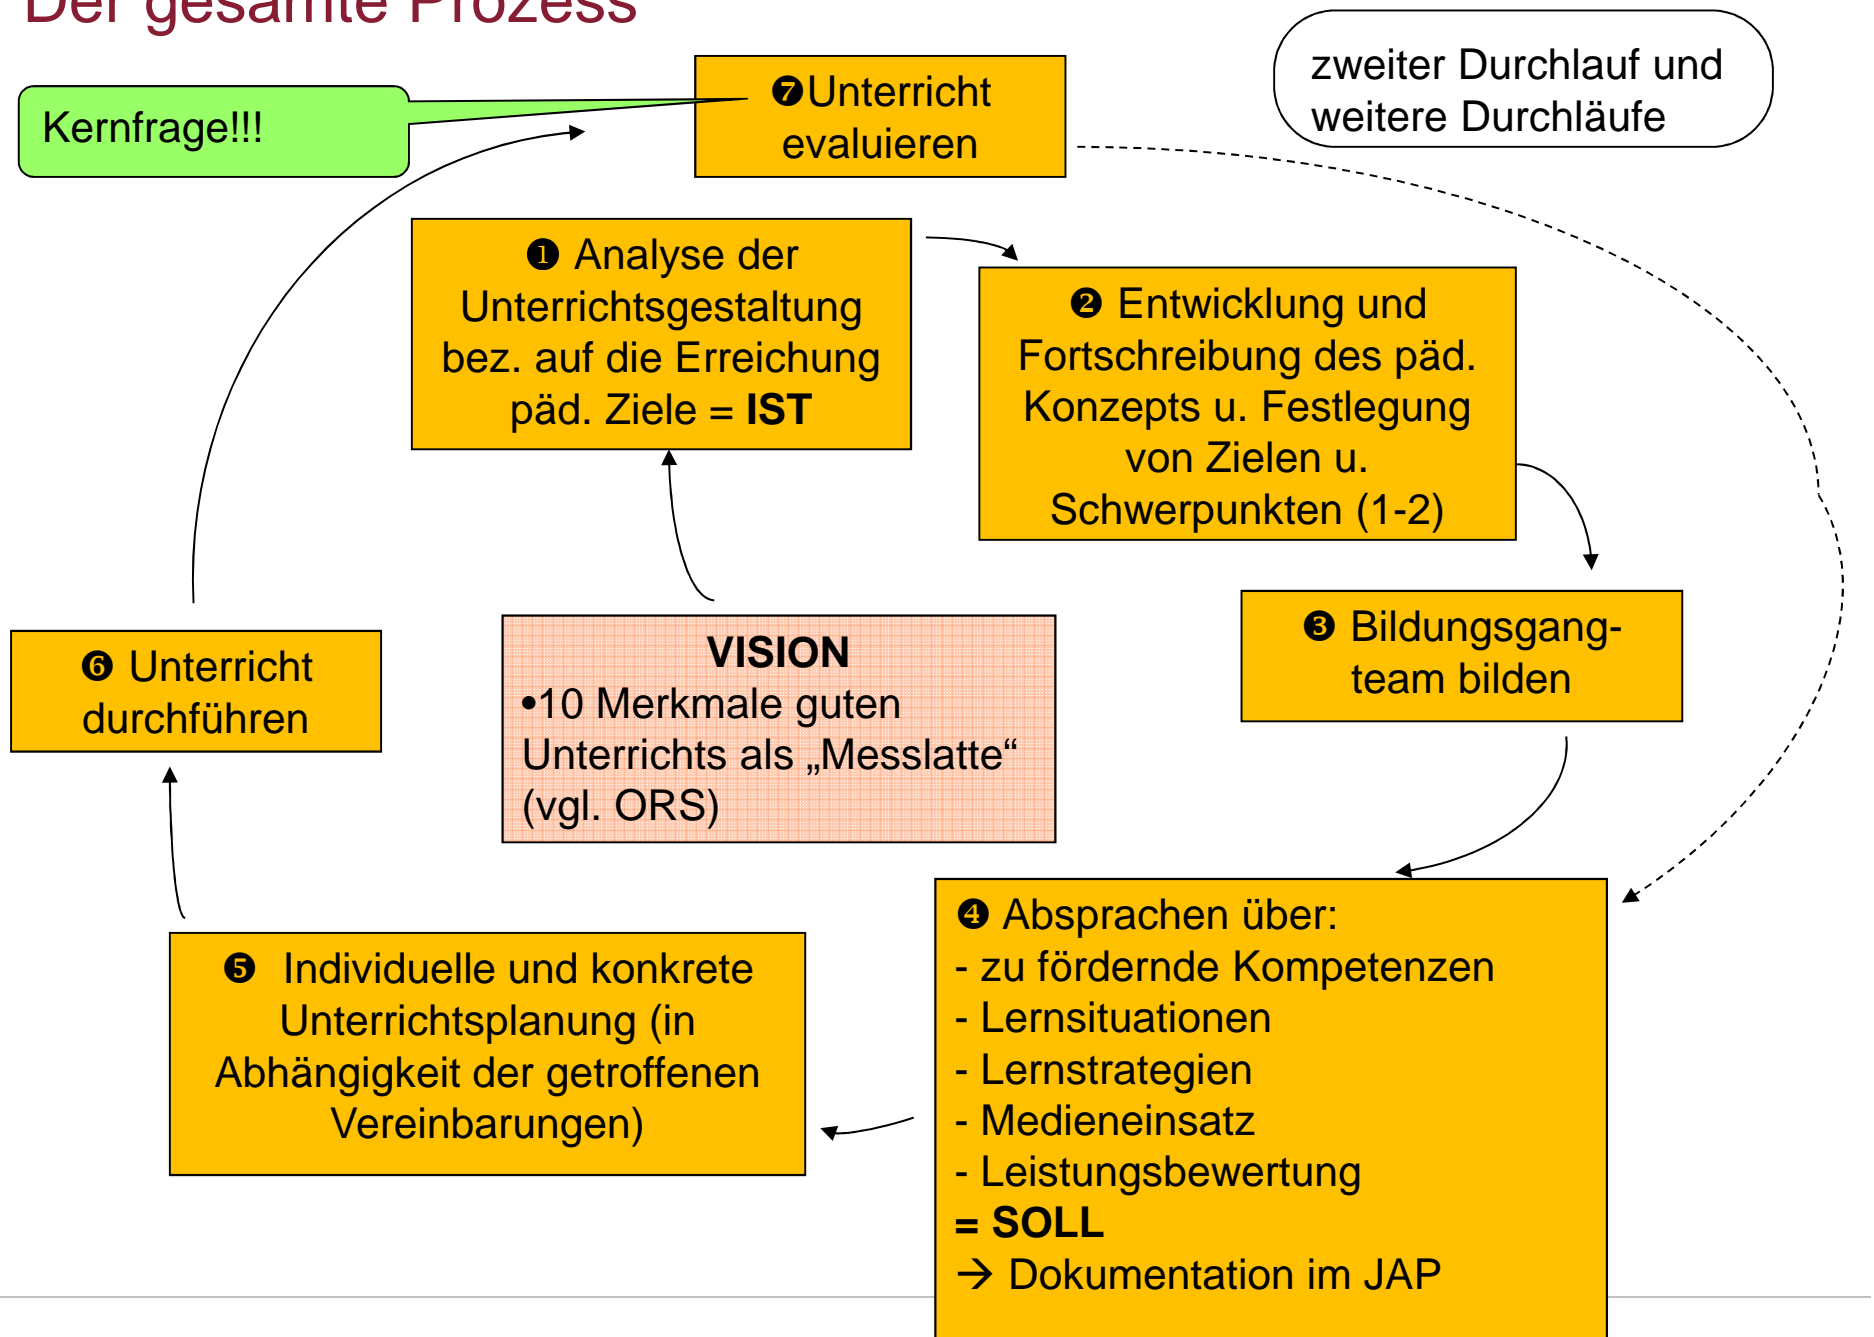 Der gesamte Prozess
zweiter Durchlauf und
weitere Durchläufe
Kernfrage!!!
❼Unterricht
evaluieren
❶ Analyse der
Unterrichtsgestaltung
bez. auf die Erreichung
päd. Ziele = IST
❷ Entwicklung und
Fortschreibung des päd.
Konzepts u. Festlegung
von Zielen u.
Schwerpunkten (1-2)
❸ Bildungsgang-
team bilden
❻ Unterricht
durchführen
VISION
•10 Merkmale guten
Unterrichts als „Messlatte“
(vgl. ORS)
❹ Absprachen über:
- zu fördernde Kompetenzen
- Lernsituationen
- Lernstrategien
- Medieneinsatz
- Leistungsbewertung
= SOLL
→ Dokumentation im JAP
❺ Individuelle und konkrete
Unterrichtsplanung (in
Abhängigkeit der getroffenen
Vereinbarungen)